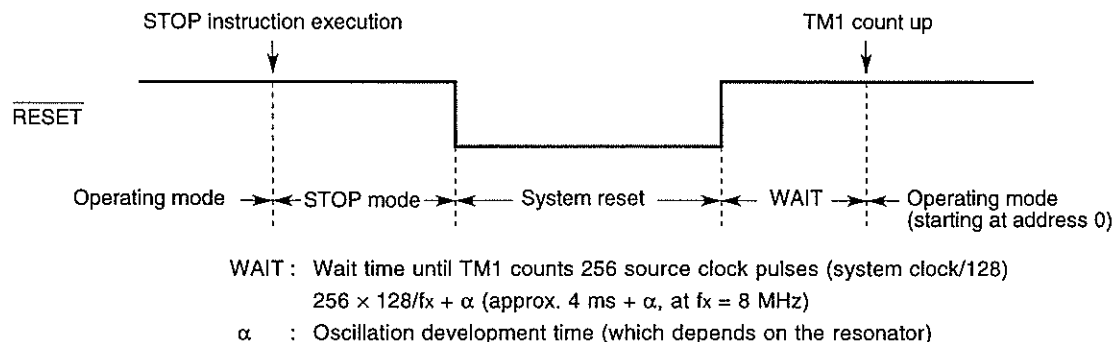 STOP instruction execution
TM1 count up
RESET
Operating mode
STOP mode
System reset
WAIT
Operating mode
(starting at address 0)
WAIT : Wait time until TM1 counts 256 source clock pulses (system clock/128)
256 × 128/fx + α (approx. 4 ms + α, at fx = 8 MHz)
α : Oscillation development time (which depends on the resonator)